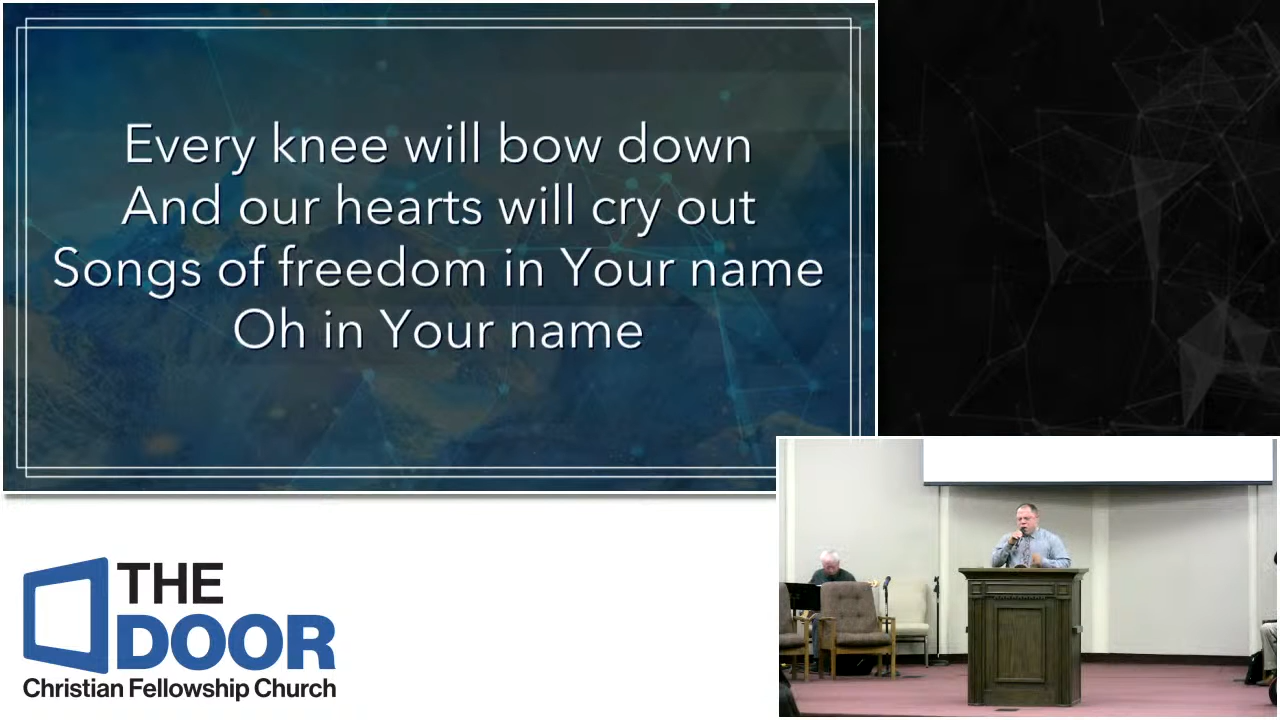 Every knee will bow down
And our hearts will cry out
Songs of freedom in Your name
Oh in Your name
THE
DOOR
Christian Fellowship Church